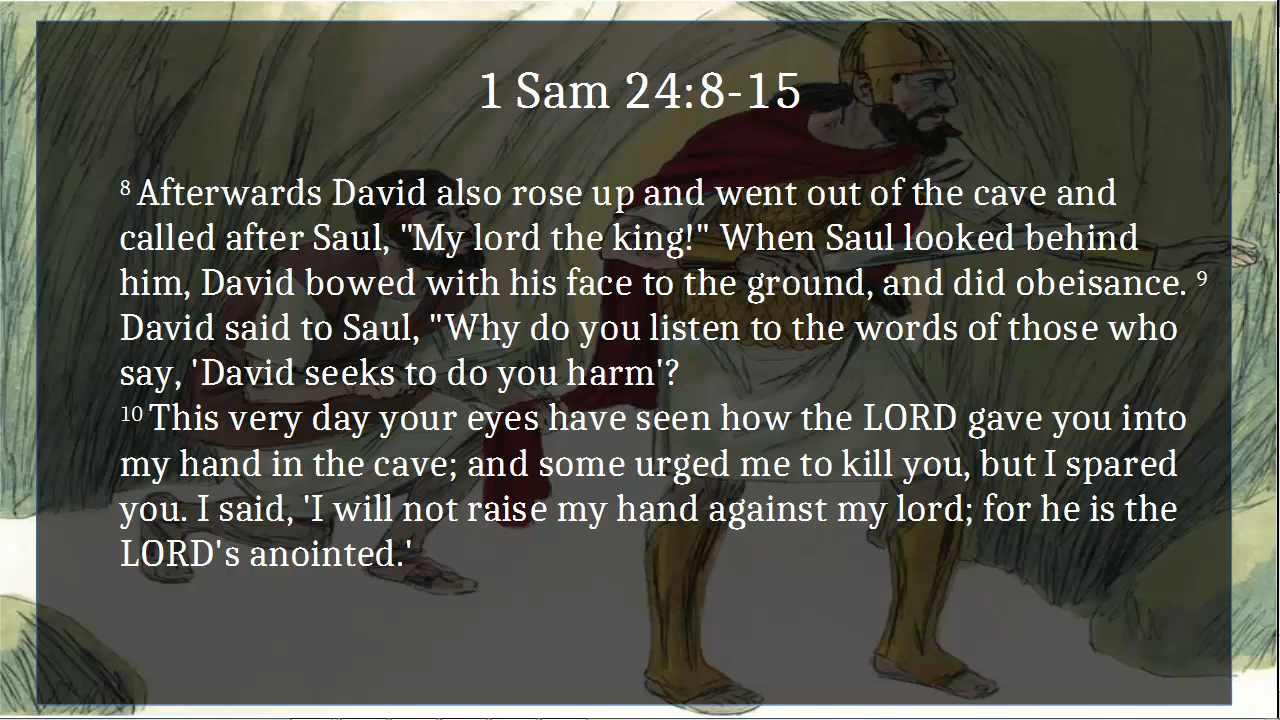 1 Sam 24:8-15
8 Afterwards David also rose up and went out of the cave and
called after Saul, "My lord the king!" When Saul looked behind
him, David bowed with his face to the ground, and did obeisance. 9
David said to Saul, "Why do you listen to the words of those who
say, 'David seeks to do you harm'?
10 This very day your eyes have seen how the LORD gave you into
my hand in the cave; and some urged me to kill you, but I spared
you. I said, 'I will not raise my hand against my lord; for he is the
LORD's anointed.'